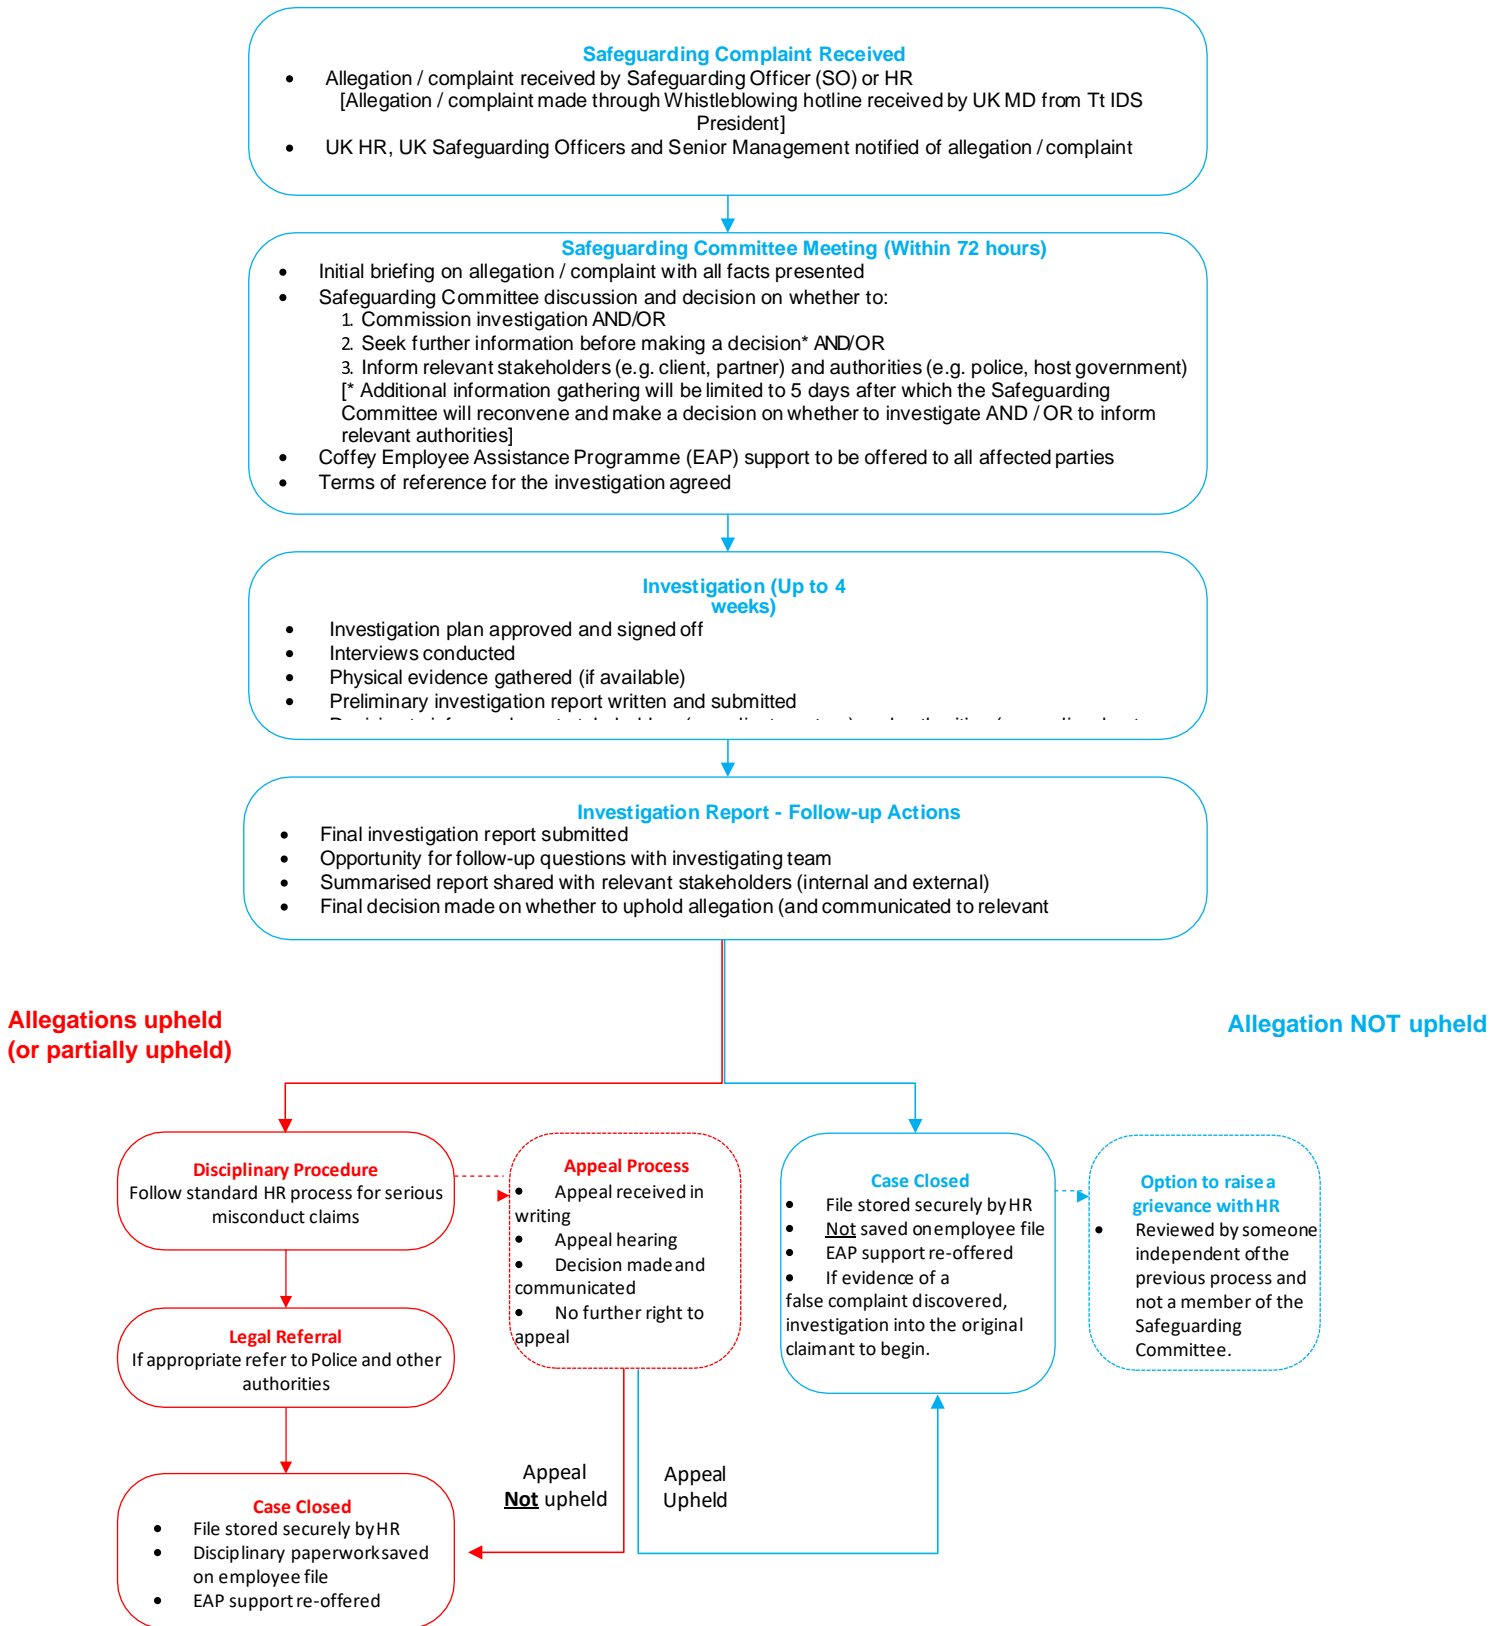 Safeguarding Complaint Received
• Allegation / complaint received by Safeguarding Officer (SO) or HR
[Allegation / complaint made through Whistleblowing hotline received by UK MD from Tt IDS
President]
• UK HR, UK Safeguarding Officers and Senior Management notified of allegation / complaint
Safeguarding Committee Meeting (Within 72 hours)
• Initial briefing on allegation / complaint with all facts presented
• Safeguarding Committee discussion and decision on whether to:
1. Commission investigation AND/OR
2. Seek further information before making a decision* AND/OR
3. Inform relevant stakeholders (e.g. client, partner) and authorities (e.g. police, host government)
[* Additional information gathering will be limited to 5 days after which the Safeguarding
Committee will reconvene and make a decision on whether to investigate AND / OR to inform
relevant authorities]
• Coffey Employee Assistance Programme (EAP) support to be offered to all affected parties
• Terms of reference for the investigation agreed
Investigation (Up to 4
weeks)
• Investigation plan approved and signed off
• Interviews conducted
• Physical evidence gathered (if available)
• Preliminary investigation report written and submitted
Investigation Report - Follow-up Actions
• Final investigation report submitted
• Opportunity for follow-up questions with investigating team
• Summarised report shared with relevant stakeholders (internal and external)
• Final decision made on whether to uphold allegation (and communicated to relevant
Allegations upheld
(or partially upheld)
Allegation NOT upheld
Disciplinary Procedure
Follow standard HR process for serious
misconduct claims
Appeal Process
• Appeal received in
writing
• Appeal hearing
• Decision made and
communicated
• No further right to
appeal
Case Closed
• File stored securely by HR
• Not saved on employee file
• EAP support re-offered
• If evidence of a
false complaint discovered,
investigation into the original
claimant to begin.
Option to raise a
grievance with HR
• Reviewed by someone
independent of the
previous process and
not a member of the
Safeguarding
Committee.
Legal Referral
If appropriate refer to Police and other
authorities
Appeal
Not upheld
Appeal
Upheld
Case Closed
• File stored securely by HR
• Disciplinary paperwork saved
on employee file
• EAP support re-offered